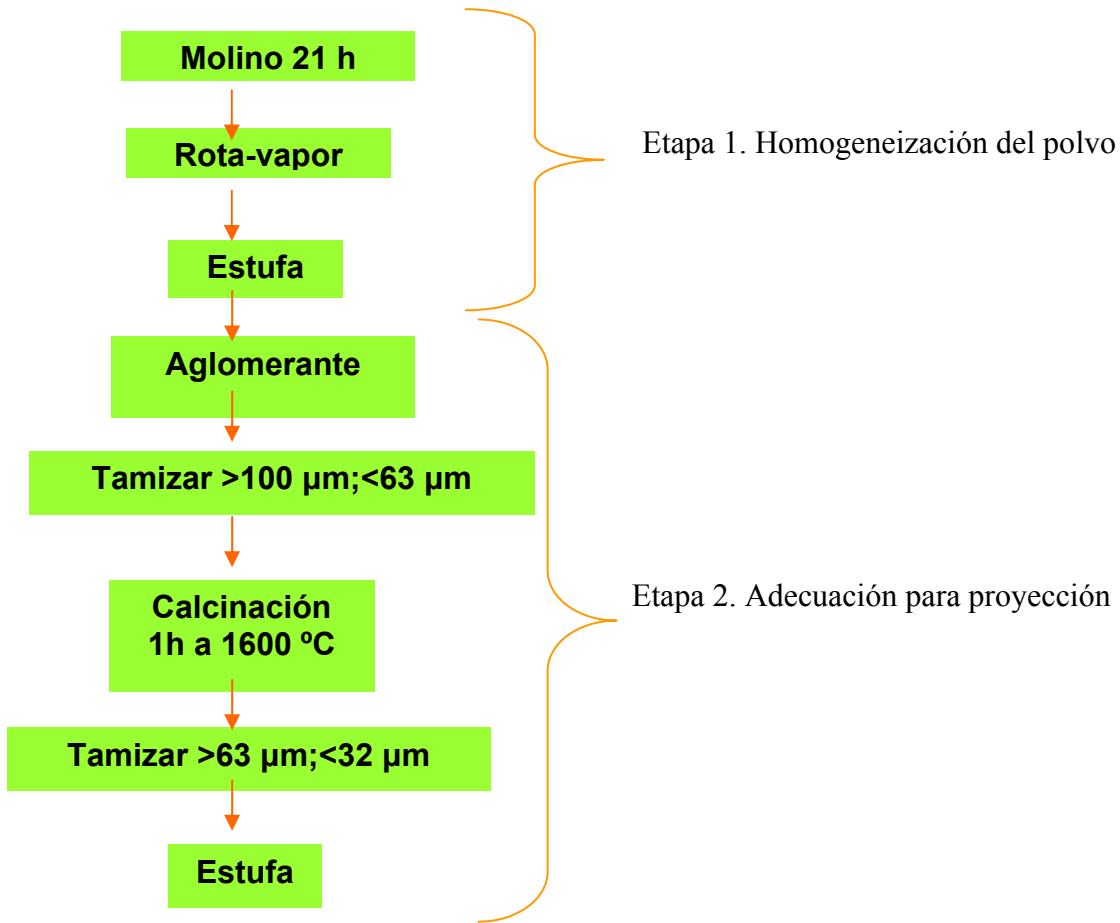 Molino 21 h
Rota-vapor
Etapa 1. Homogeneización del polvo
Estufa
Aglomerante
Tamizar >100 µm;<63 µm
Calcinación
1h a 1600 ºC
Etapa 2. Adecuación para proyección
Tamizar >63 µm;<32 µm
Estufa